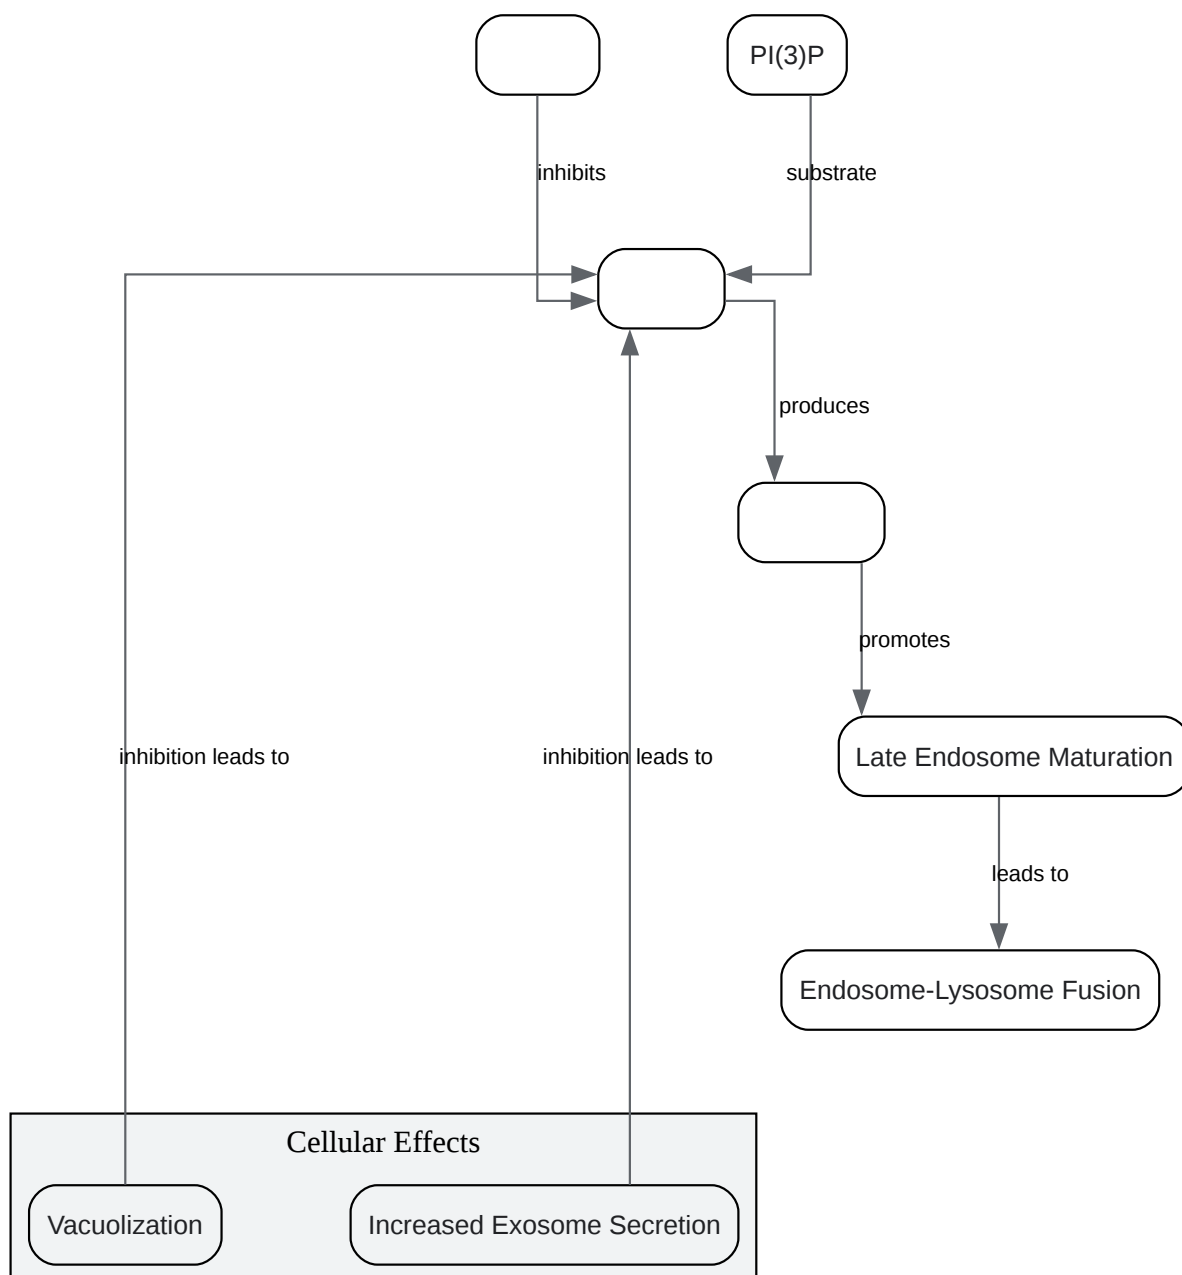 PI(3)P
inhibits
substrate
produces
promotes
inhibition leads to
inhibition leads to
Late Endosome Maturation
leads to
Endosome-Lysosome Fusion
Cellular Effects
Vacuolization
Increased Exosome Secretion